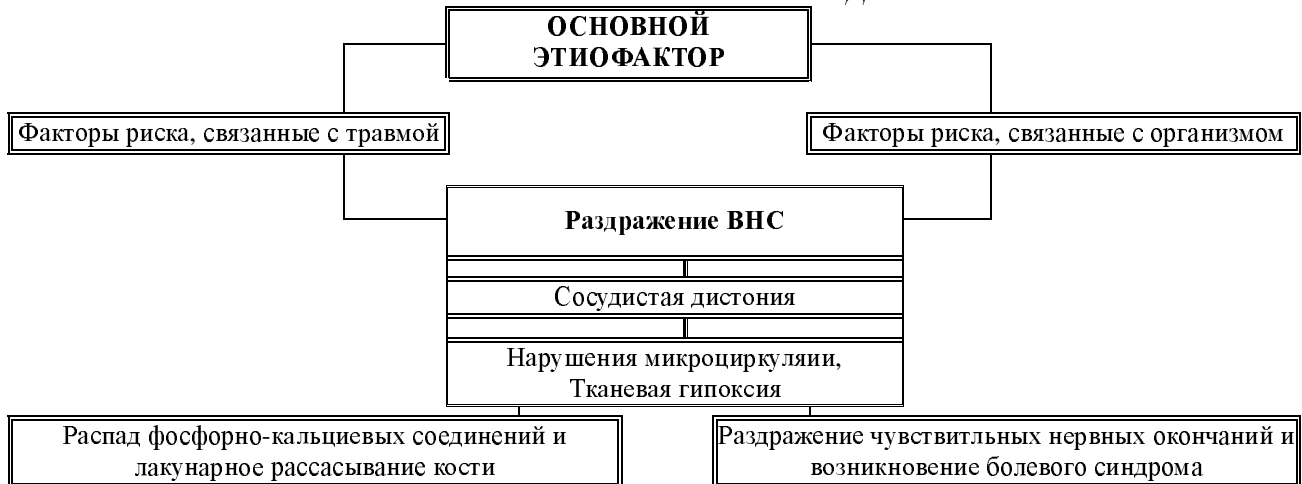 ОСНОВНОЙ
ЭТИОФАКТОР
Факторы риска, связанные с травмой
Факторы риска, связанные с организмом
Раздражение ВНС
Сосудистая дистония
Нарушения микроциркуляии,
Тканевая гипоксия
Распад фосфорно-кальциевых соединений и
лакунарное рассасывание кости
Раздражение чувствитльных нервных окончаний и
возникновение болевого синдрома